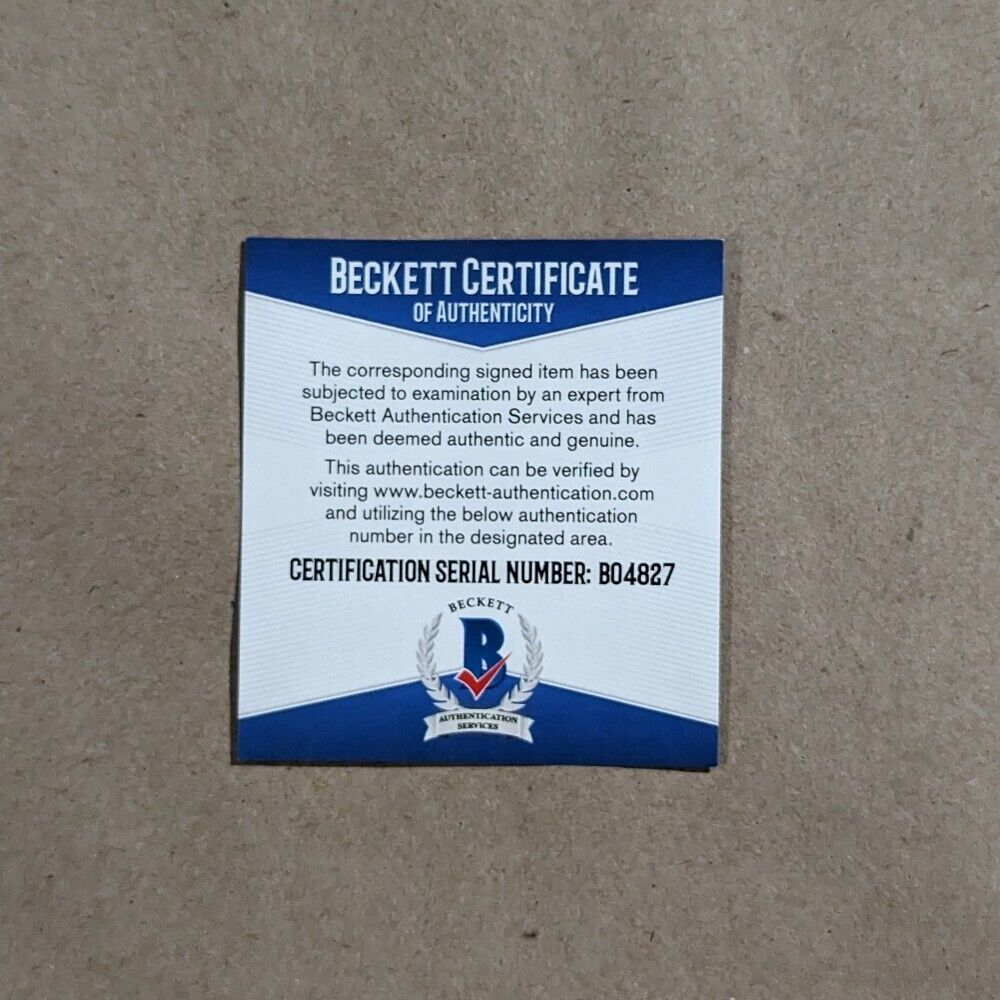 BECKETT CERTIFICATE
OF AUTHENTICITY
The corresponding signed item has been
subjected to examination by an expert from
Beckett Authentication Services and has
been deemed authentic and genuine.
This authentication can be verified by
visiting www.beckett-authentication.com
and utilizing the below authentication
number in the designated area.
CERTIFICATION SERIAL NUMBER: BO4827
BECKETT
B
AUTHENTICATION
SERVICES